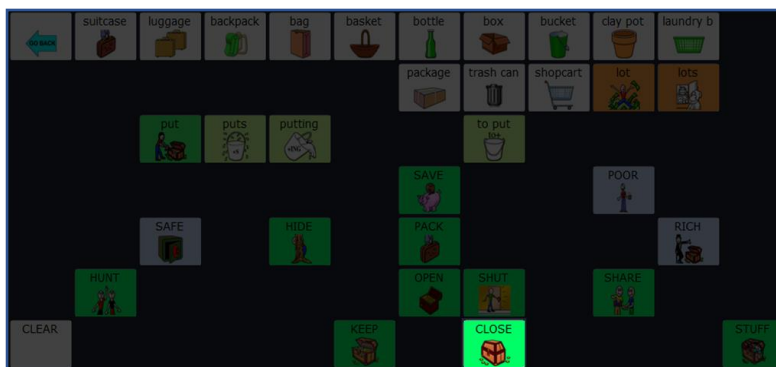 suitcase luggage backpack bag basket bottle box bucket clay pot laundry b
GO BACK
package trash can shopcart lot lots
put puts putting to put
+s +ING to+
SAVE POOR
SAFE HIDE PACK RICH
HUNT OPEN SHUT SHARE
CLEAR KEEP CLOSE STUFF